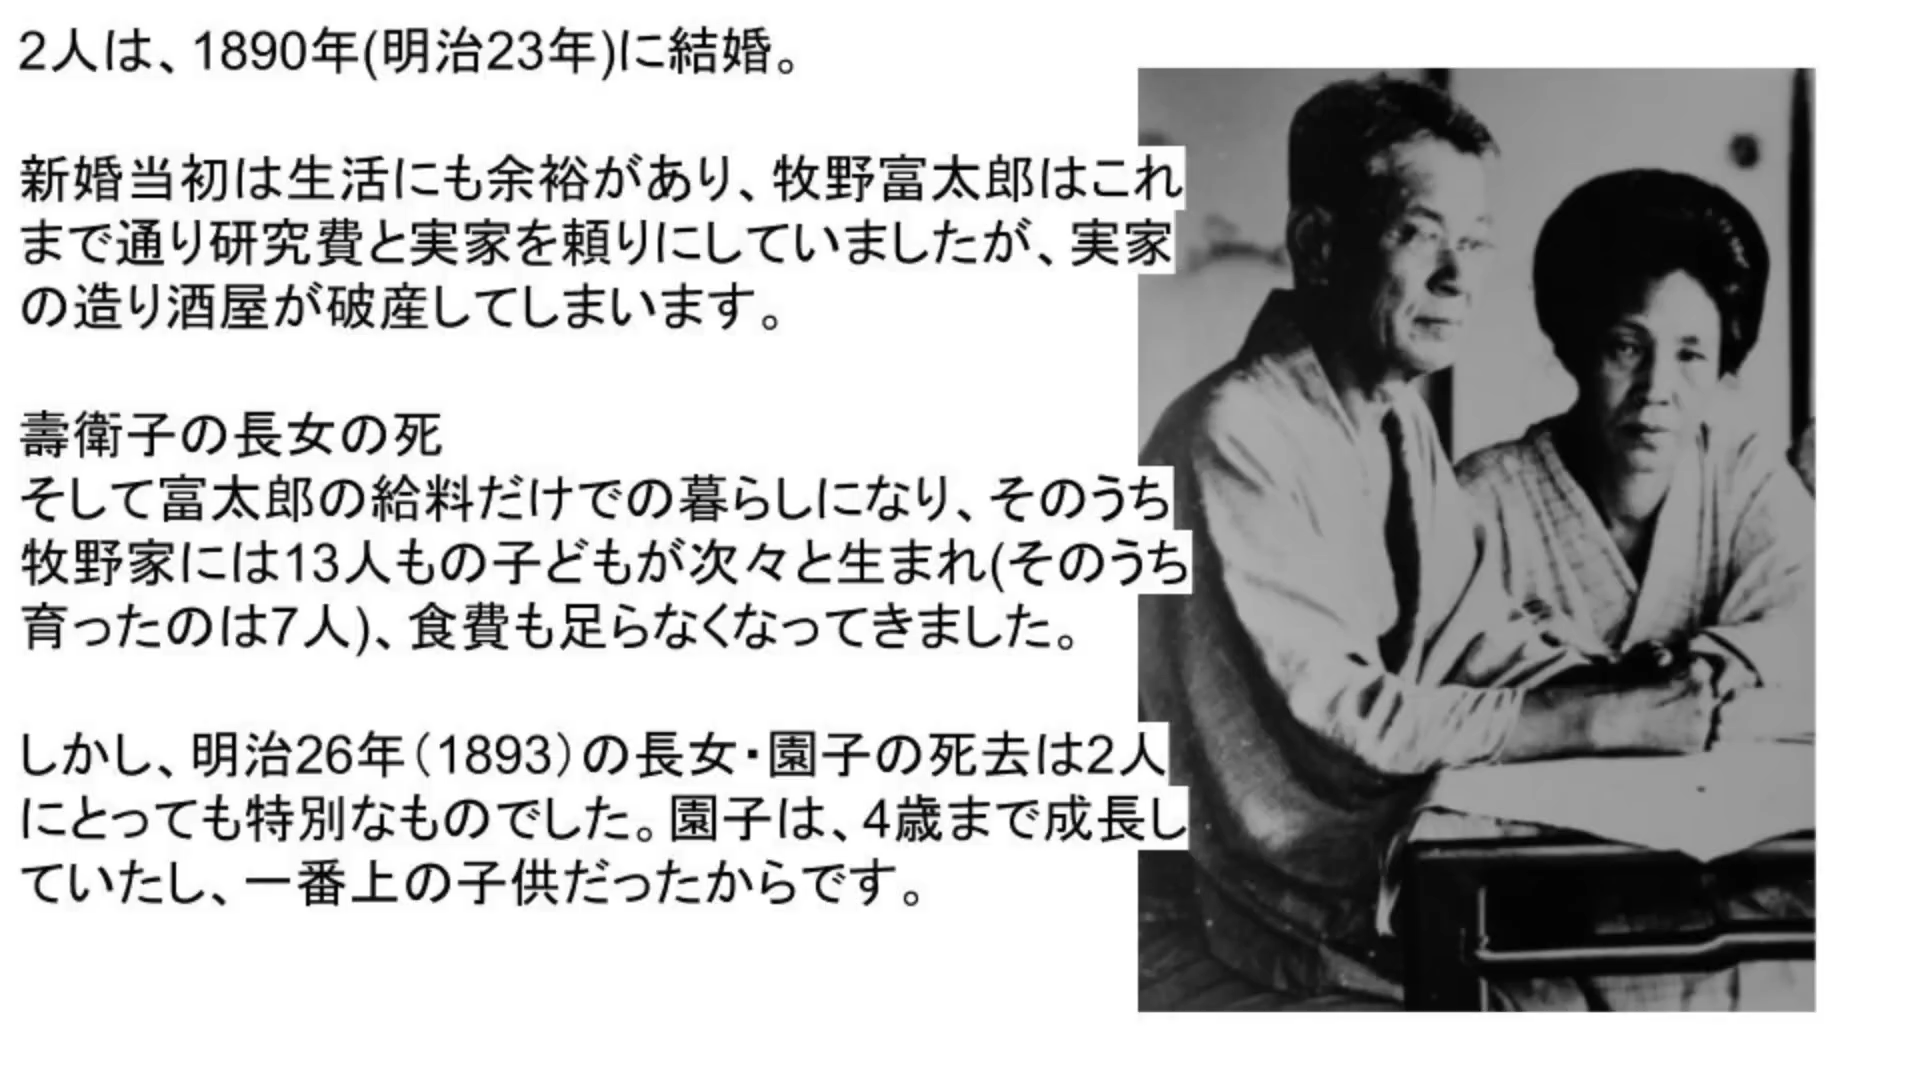 2人は、1890年(明治23年)に結婚。
新婚当初は生活にも余裕があり、牧野富太郎はこれ
まで通り研究費と実家を頼りにしていましたが、実家
の造り酒屋が破産してしまいます。
壽衛子の長女の死
そして富太郎の給料だけでの暮らしになり、そのうち
牧野家には13人もの子どもが次々と生まれ(そのうち
育ったのは7人)、食費も足らなくなってきました。
しかし、明治26年（1893）の長女・園子の死去は2人
にとっても特別なものでした。園子は、4歳まで成長し
ていたし、一番上の子供だったからです。